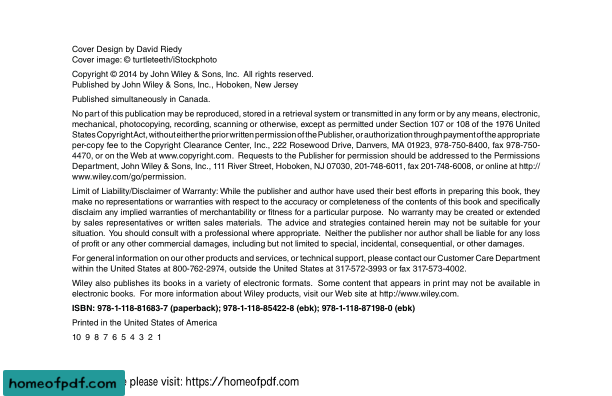 Cover Design by David Riedy
Cover image: © turtleteeth/iStockphoto
Copyright © 2014 by John Wiley & Sons, Inc. All rights reserved.
Published by John Wiley & Sons, Inc., Hoboken, New Jersey
Published simultaneously in Canada.
No part of this publication may be reproduced, stored in a retrieval system or transmitted in any form or by any means, electronic,
mechanical, photocopying, recording, scanning or otherwise, except as permitted under Section 107 or 108 of the 1976 United
States Copyright Act, without either the prior written permission of the Publisher, or authorization through payment of the appropriate
per-copy fee to the Copyright Clearance Center, Inc., 222 Rosewood Drive, Danvers, MA 01923, 978-750-8400, fax 978-750-
4470, or on the Web at www.copyright.com. Requests to the Publisher for permission should be addressed to the Permissions
Department, John Wiley & Sons, Inc., 111 River Street, Hoboken, NJ 07030, 201-748-6011, fax 201-748-6008, or online at http://
www.wiley.com/go/permission.
Limit of Liability/Disclaimer of Warranty: While the publisher and author have used their best efforts in preparing this book, they
make no representations or warranties with respect to the accuracy or completeness of the contents of this book and specifically
disclaim any implied warranties of merchantability or fitness for a particular purpose. No warranty may be created or extended
by sales representatives or written sales materials. The advice and strategies contained herein may not be suitable for your
situation. You should consult with a professional where appropriate. Neither the publisher nor author shall be liable for any loss
of profit or any other commercial damages, including but not limited to special, incidental, consequential, or other damages.
For general information on our other products and services, or technical support, please contact our Customer Care Department
within the United States at 800-762-2974, outside the United States at 317-572-3993 or fax 317-573-4002.
Wiley also publishes its books in a variety of electronic formats. Some content that appears in print may not be available in
electronic books. For more information about Wiley products, visit our Web site at http://www.wiley.com.
ISBN: 978-1-118-81683-7 (paperback); 978-1-118-85422-8 (ebk); 978-1-118-87198-0 (ebk)
Printed in the United States of America
10 9 8 7 6 5 4 3 2 1
homeofpdf.com please visit: https://homeofpdf.com